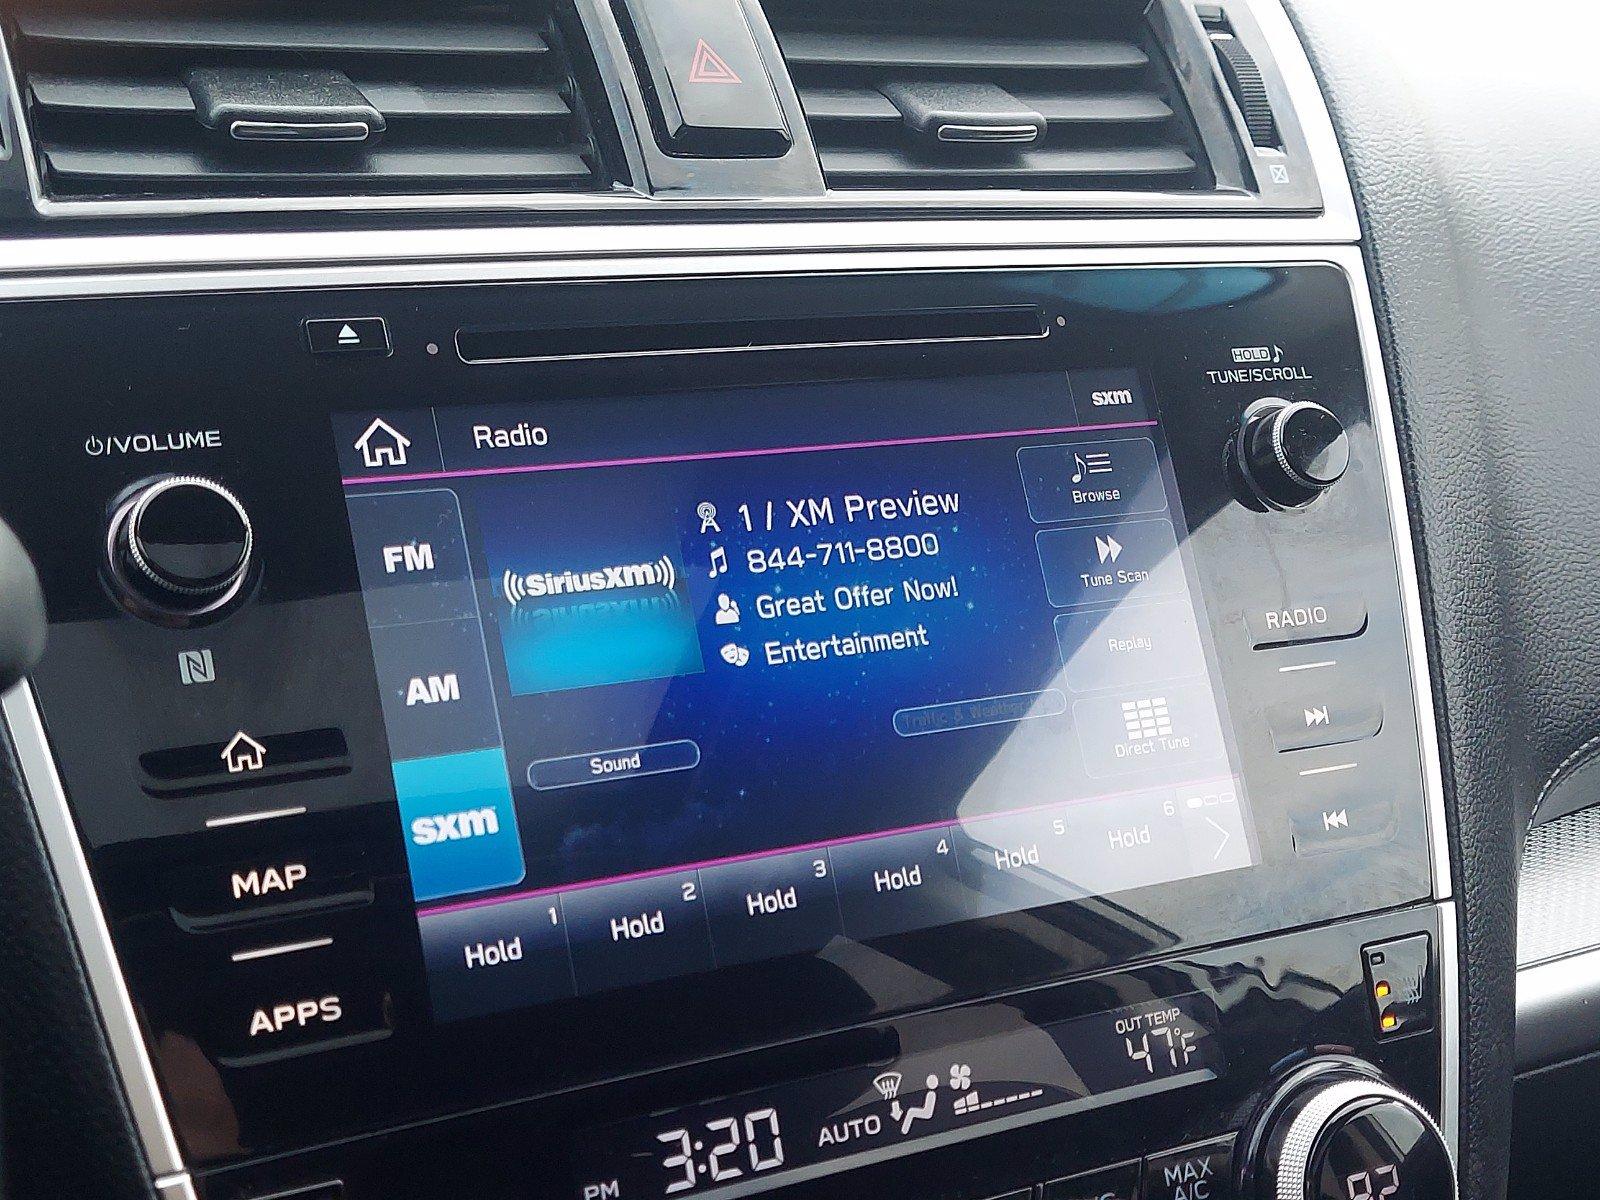 HOLD
TUNE/SCROLL
/VOLUME
Radio
sxm
FM
AM
sxm
SiriusXM
1 / XM Preview
844-711-8800
Great Offer Now!
Entertainment
Browse
Tune Scan
Replay
Direct Tune
Sound
Traffic & Weather
Hold 1
Hold 2
Hold 3
Hold 4
Hold 5
Hold 6
N
MAP
APPS
RADIO
OUT TEMP
47°F
PM 3:20
AUTO
MAX
A/C